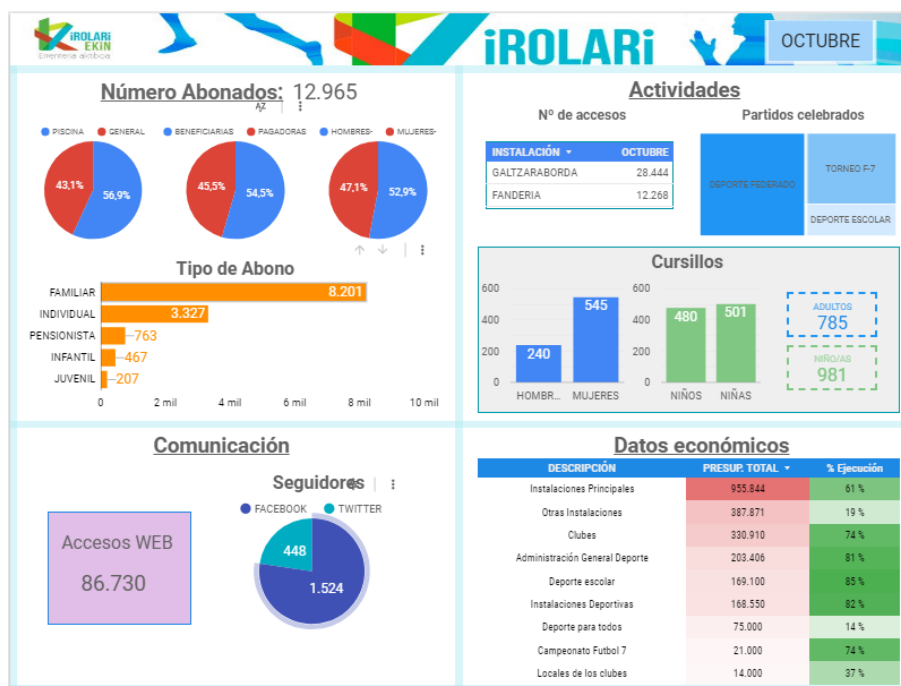 iROLARi
EKIN
Errenteria aktiboa
iROLARi
OCTUBRE
Número Abonados: 12.965
AZ
PISCINA GENERAL
43,1% 56,9%
BENEFICIARIAS PAGADORAS
45,5% 54,5%
HOMBRES- MUJERES-
47,1% 52,9%
Tipo de Abono
FAMILIAR 8.201
INDIVIDUAL 3.327
PENSIONISTA 763
INFANTIL 467
JUVENIL 207
0 2 mil 4 mil 6 mil 8 mil 10 mil
Actividades
Nº de accesos
INSTALACIÓN OCTUBRE
GALTZARABORDA 28.444
FANDERIA 12.268
Partidos celebrados
DEPORTE FEDERADO
TORNEO F-7
DEPORTE ESCOLAR
Cursillos
600
400
200
0
240
545
HOMBR... MUJERES
600
400
200
0
480
501
NIÑOS NIÑAS
ADULTOS
785
NIÑO/AS
981
Comunicación
Accesos WEB
86.730
Seguidores
FACEBOOK TWITTER
448
1.524
Datos económicos
DESCRIPCIÓN PRESUP. TOTAL % Ejecución
Instalaciones Principales 955.844 61 %
Otras Instalaciones 387.871 19 %
Clubes 330.910 74 %
Administración General Deporte 203.406 81 %
Deporte escolar 169.100 85 %
Instalaciones Deportivas 168.550 82 %
Deporte para todos 75.000 14 %
Campeonato Futbol 7 21.000 74 %
Locales de los clubes 14.000 37 %